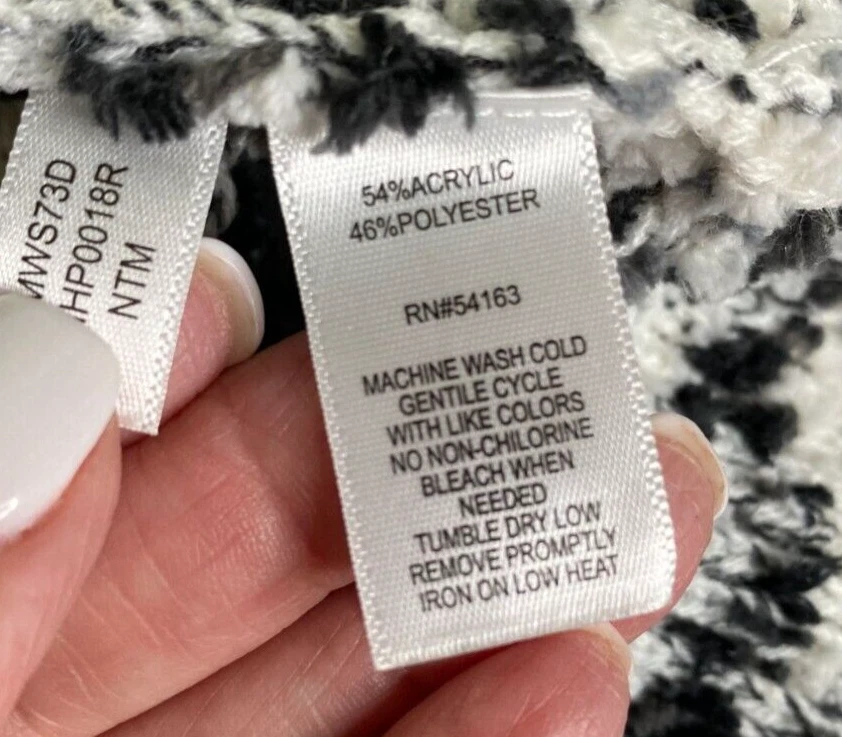 MWS73D
HP0018R
NTM
54%ACRYLIC
46%POLYESTER
RN#54163
MACHINE WASH COLD
GENTILE CYCLE
WITH LIKE COLORS
NO NON-CHILORINE
BLEACH WHEN
NEEDED
TUMBLE DRY LOW
REMOVE PROMPTLY
IRON ON LOW HEAT